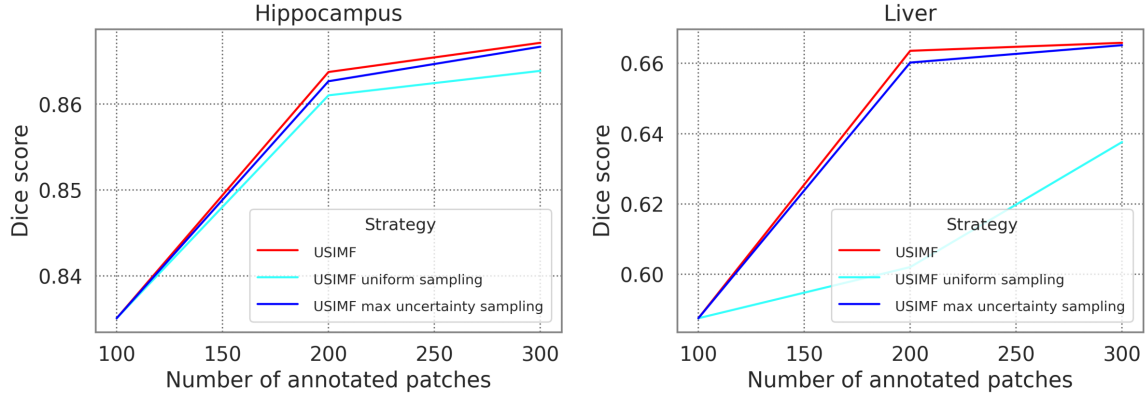 Hippocampus
Dice score
0.86
0.85
0.84
Strategy
USIMF
USIMF uniform sampling
USIMF max uncertainty sampling
100 150 200 250 300
Number of annotated patches
Liver
Dice score
0.66
0.64
0.62
0.60
Strategy
USIMF
USIMF uniform sampling
USIMF max uncertainty sampling
100 150 200 250 300
Number of annotated patches